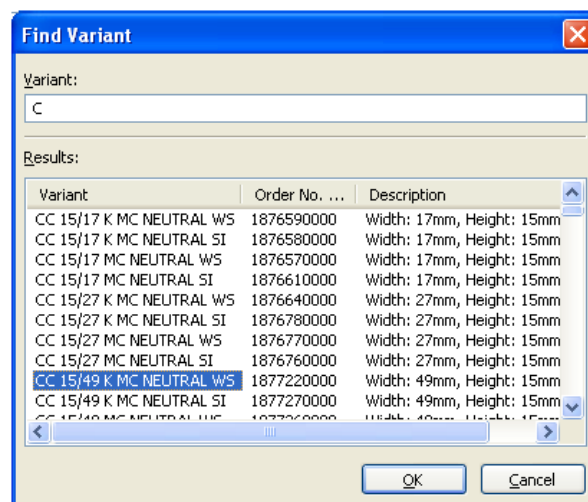 Find Variant
Variant:
C
Results:
Variant Order No. ... Description
CC 15/17 K MC NEUTRAL WS 1876590000 Width: 17mm, Height: 15mm
CC 15/17 K MC NEUTRAL SI 1876580000 Width: 17mm, Height: 15mm
CC 15/17 MC NEUTRAL WS 1876570000 Width: 17mm, Height: 15mm
CC 15/17 MC NEUTRAL SI 1876610000 Width: 17mm, Height: 15mm
CC 15/27 K MC NEUTRAL WS 1876640000 Width: 27mm, Height: 15mm
CC 15/27 K MC NEUTRAL SI 1876780000 Width: 27mm, Height: 15mm
CC 15/27 MC NEUTRAL WS 1876770000 Width: 27mm, Height: 15mm
CC 15/27 MC NEUTRAL SI 1876760000 Width: 27mm, Height: 15mm
CC 15/49 K MC NEUTRAL WS 1877220000 Width: 49mm, Height: 15mm
CC 15/49 K MC NEUTRAL SI 1877270000 Width: 49mm, Height: 15mm
OK Cancel